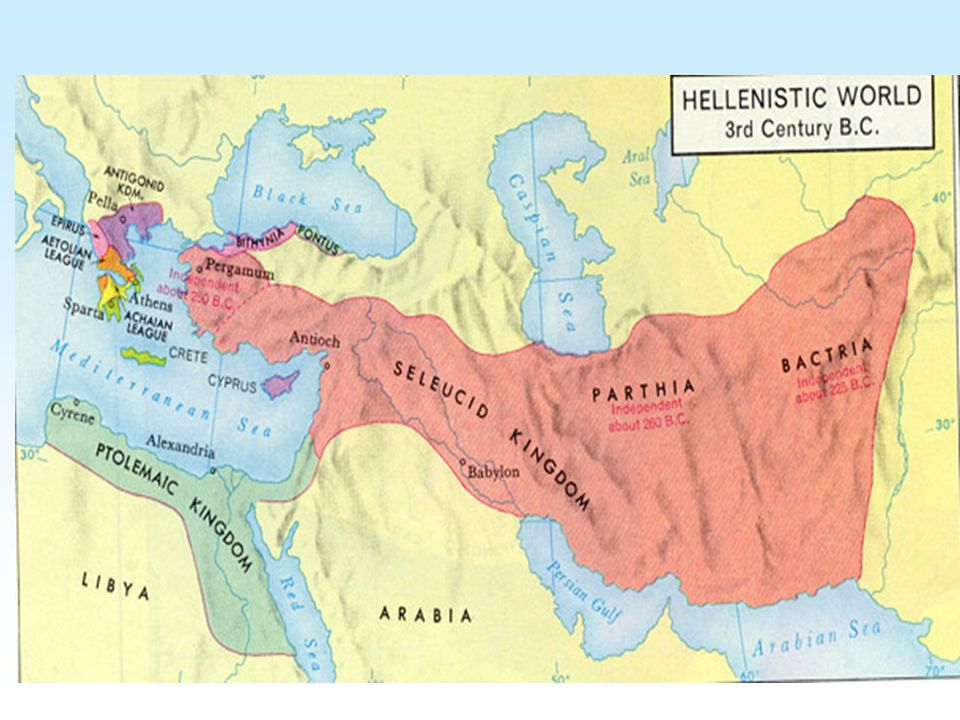 HELLENISTIC WORLD
3rd Century B.C.
Aral
Sea
40°
ANTIGONID
KDM.
Pella
Black Sea
Caspian
Sea
EPIRUS
AETOLIAN
LEAGUE
BITHYNIA
PONTUS
Pergamum
Independent
about 250 B.C.
Athens
Sparta
ACHAIAN
LEAGUE
Antioch
CRETE
CYPRUS
Mediterranean Sea
SELEUCID
KINGDOM
PARTHIA
Independent
about 260 B.C.
BACTRIA
Independent
about 225 B.C.
Cyrene
Alexandria
30°
30°
PTOLEMAIC
KINGDOM
Babylon
LIBYA
Red
Sea
ARABIA
Persian Gulf
Arabian Sea
50°
60°
70°